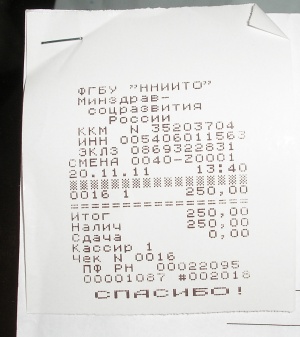 ФГБУ "ННИИТО"
Минздрав-
соцразвития
России
ККМ N 35203704
ИНН 005406011563
ЭКЛЗ 0869322831
СМЕНА 0040-Z0001
20.11.11 13:40
0016 1 250,00
Итог 250,00
Налич 250,00
Сдача 0,00
Кассир 1
Чек N 0016
ПФ РН 00022095
00001087 #002018
СПАСИБО!